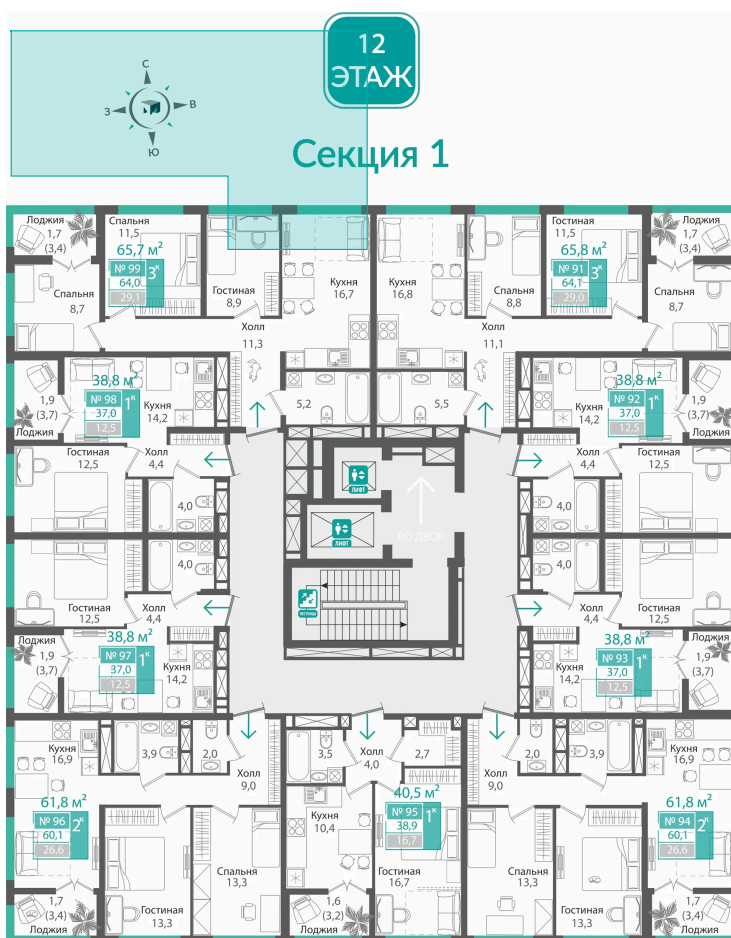 12
ЭТАЖ
С
З
В
Ю
Секция 1
Лоджия
1,7
(3,4)
Спальня
11,5
65,7 м²
№ 99
64,0
29,1
3к
Спальня
8,7
Гостиная
8,9
Кухня
16,7
Холл
11,3
5,2
Кухня
16,8
Спальня
8,8
Гостиная
11,5
65,8 м²
№ 91
64,1
29,0
3к
Лоджия
1,7
(3,4)
Спальня
8,7
Холл
11,1
5,5
38,8 м²
№ 98
37,0
12,5
1к
1,9
(3,7)
Лоджия
Кухня
14,2
Гостиная
12,5
Холл
4,4
4,0
38,8 м²
№ 92
37,0
12,5
1к
Кухня
14,2
1,9
(3,7)
Лоджия
Холл
4,4
Гостиная
12,5
4,0
ЛИФТ
ЛИФТ
ВО ДВОР
ЛЕСТНИЦА
4,0
Гостиная
12,5
Холл
4,4
38,8 м²
№ 97
37,0
12,5
1к
Лоджия
1,9
(3,7)
Кухня
14,2
4,0
Холл
4,4
Гостиная
12,5
38,8 м²
№ 93
37,0
12,5
1к
Кухня
14,2
Лоджия
1,9
(3,7)
Кухня
16,9
3,9
2,0
Холл
9,0
61,8 м²
№ 96
60,1
26,6
2к
1,7
(3,4)
Лоджия
Гостиная
13,3
Спальня
13,3
3,5
Холл
4,0
2,7
Кухня
10,4
40,5 м²
№ 95
38,9
16,7
1к
Гостиная
16,7
1,6
(3,2)
Лоджия
2,0
3,9
Кухня
16,9
Холл
9,0
61,8 м²
№ 94
60,1
26,6
2к
Спальня
13,3
Гостиная
13,3
1,7
(3,4)
Лоджия